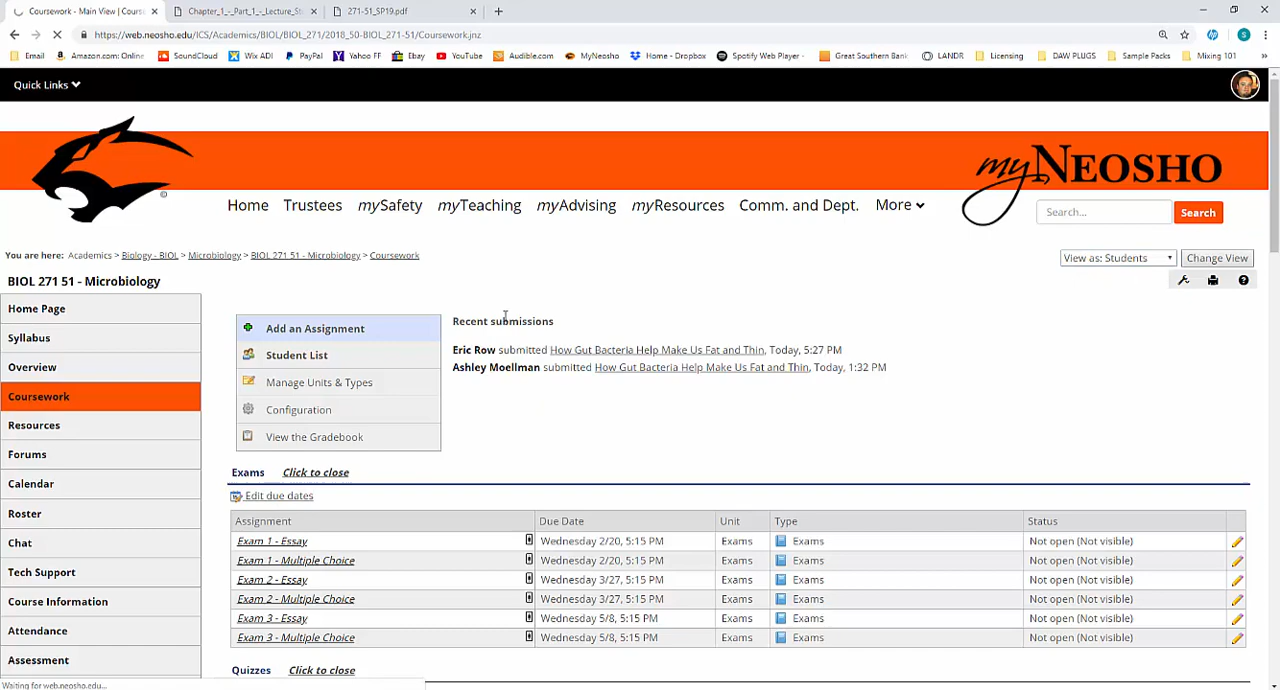 Coursework - Main View | Cours
Chapter_1_-_Part_1_-_Lecture_St
271-51_SP19.pdf
https://web.neosho.edu/ICS/Academics/BIOL/BIOL_271/2018_50-BIOL_271-51/Coursework.jnz
S
Email
Amazon.com: Online
SoundCloud
Wix ADI
PayPal
Yahoo FF
Ebay
YouTube
Audible.com
MyNeosho
Home - Dropbox
Spotify Web Player -
Great Southern Bank
LANDR
Licensing
DAW PLUGS
Sample Packs
Mixing 101
»
Quick Links
©
myNEOSHO
Home Trustees mySafety myTeaching myAdvising myResources Comm. and Dept. More
Search...
Search
You are here: Academics > Biology - BIOL > Microbiology > BIOL 271 51 - Microbiology > Coursework
View as: Students
Change View
BIOL 271 51 - Microbiology
Home Page
Syllabus
Overview
Coursework
Resources
Forums
Calendar
Roster
Chat
Tech Support
Course Information
Attendance
Assessment
Add an Assignment
Student List
Manage Units & Types
Configuration
View the Gradebook
Recent submissions
Eric Row submitted How Gut Bacteria Help Make Us Fat and Thin, Today, 5:27 PM
Ashley Moellman submitted How Gut Bacteria Help Make Us Fat and Thin, Today, 1:32 PM
Exams Click to close
Edit due dates
Assignment Due Date Unit Type Status
Exam 1 - Essay Wednesday 2/20, 5:15 PM Exams Exams Not open (Not visible)
Exam 1 - Multiple Choice Wednesday 2/20, 5:15 PM Exams Exams Not open (Not visible)
Exam 2 - Essay Wednesday 3/27, 5:15 PM Exams Exams Not open (Not visible)
Exam 2 - Multiple Choice Wednesday 3/27, 5:15 PM Exams Exams Not open (Not visible)
Exam 3 - Essay Wednesday 5/8, 5:15 PM Exams Exams Not open (Not visible)
Exam 3 - Multiple Choice Wednesday 5/8, 5:15 PM Exams Exams Not open (Not visible)
Quizzes Click to close
Waiting for web.neosho.edu...